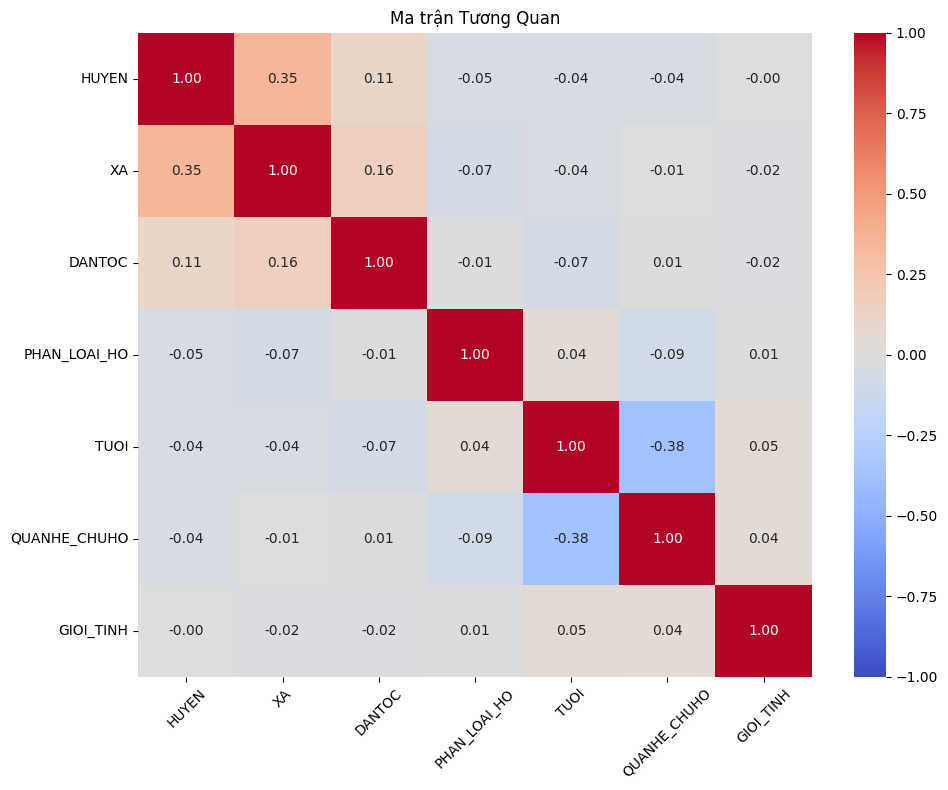 Ma trận Tương Quan
HUYEN 1.00 0.35 0.11 -0.05 -0.04 -0.04 -0.00
XA 0.35 1.00 0.16 -0.07 -0.04 -0.01 -0.02
DANTOC 0.11 0.16 1.00 -0.01 -0.07 0.01 -0.02
PHAN_LOAI_HO -0.05 -0.07 -0.01 1.00 0.04 -0.09 0.01
TUOI -0.04 -0.04 -0.07 0.04 1.00 -0.38 0.05
QUANHE_CHUHO -0.04 -0.01 0.01 -0.09 -0.38 1.00 0.04
GIOI_TINH -0.00 -0.02 -0.02 0.01 0.05 0.04 1.00
HUYEN XA DANTOC PHAN_LOAI_HO TUOI QUANHE_CHUHO GIOI_TINH
1.00
0.75
0.50
0.25
0.00
−0.25
−0.50
−0.75
−1.00